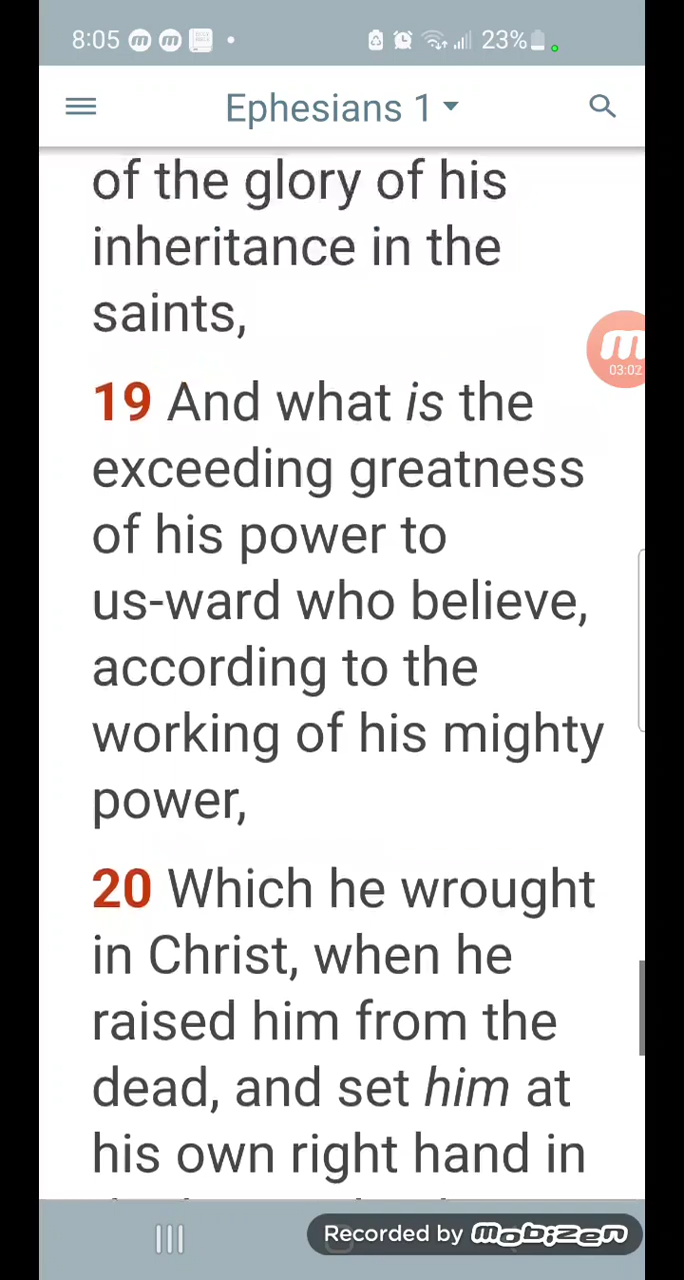 8:05
23%
Ephesians 1
of the glory of his
inheritance in the
saints,
03:02
19 And what is the
exceeding greatness
of his power to
us-ward who believe,
according to the
working of his mighty
power,
20 Which he wrought
in Christ, when he
raised him from the
dead, and set him at
his own right hand in
Recorded by Mobizen